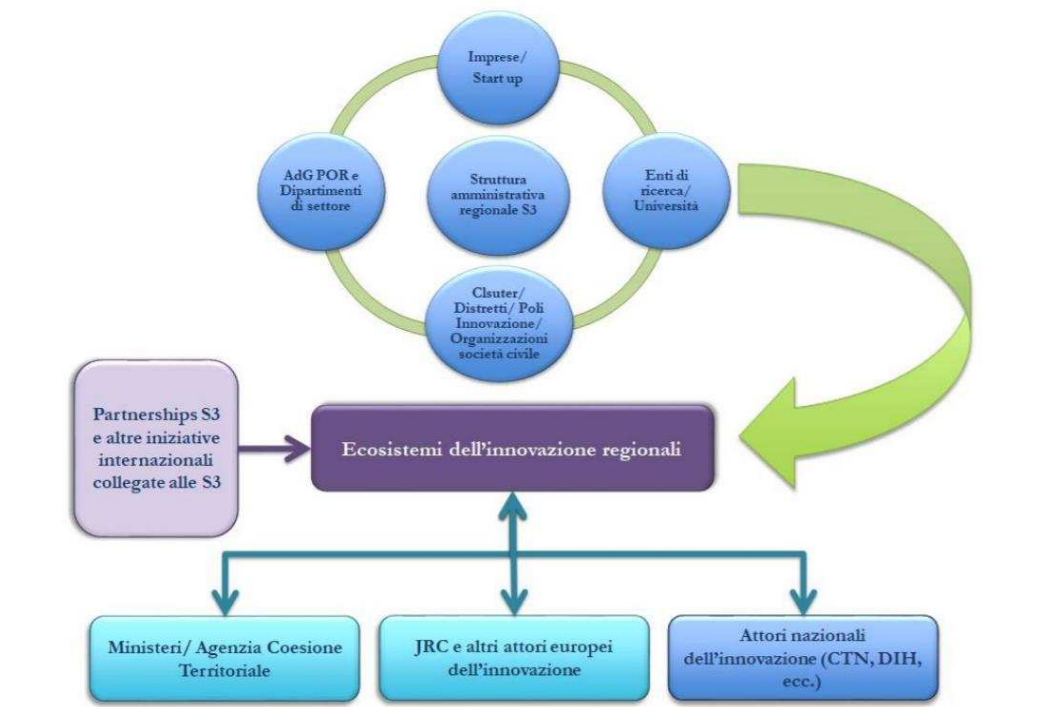 Imprese/
Start up
AdG POR e
Dipartimenti
di settore
Struttura
amministrativa
regionale S3
Enti di
ricerca/
Università
Clsuter/
Distretti/ Poli
Innovazione/
Organizzazioni
società civile
Partnerships S3
e altre iniziative
internazionali
collegate alle S3
Ecosistemi dell'innovazione regionali
Ministeri/ Agenzia Coesione
Territoriale
JRC e altri attori europei
dell'innovazione
Attori nazionali
dell'innovazione (CTN, DIH,
ecc.)